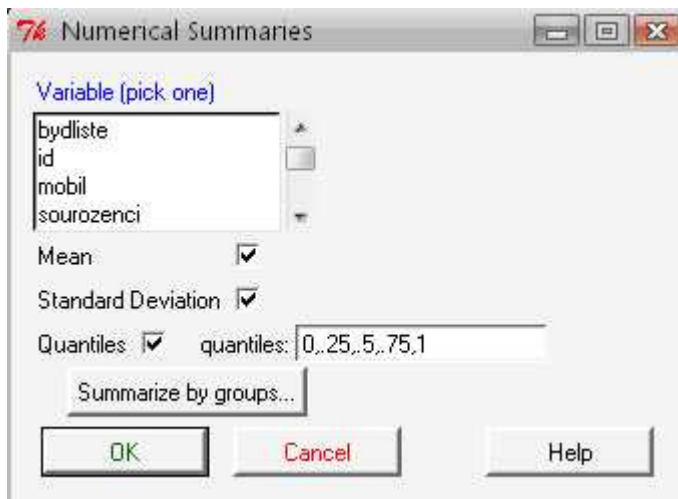 7% Numerical Summaries
Variable (pick one)
bydliste
id
mobil
sourozenci
Mean
Standard Deviation
Quantiles quantiles: 0,.25,.5,.75,1
Summarize by groups...
OK Cancel Help